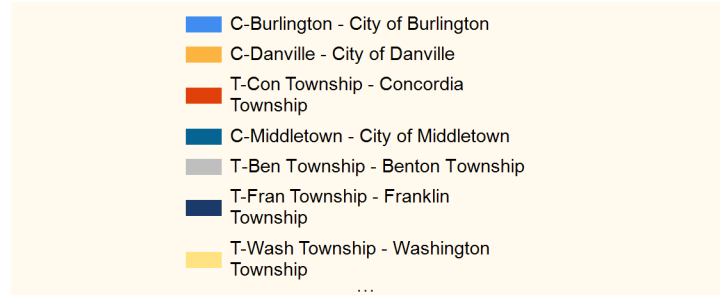 C-Burlington - City of Burlington
C-Danville - City of Danville
T-Con Township - Concordia
Township
C-Middletown - City of Middletown
T-Ben Township - Benton Township
T-Fran Township - Franklin
Township
T-Wash Township - Washington
Township
...